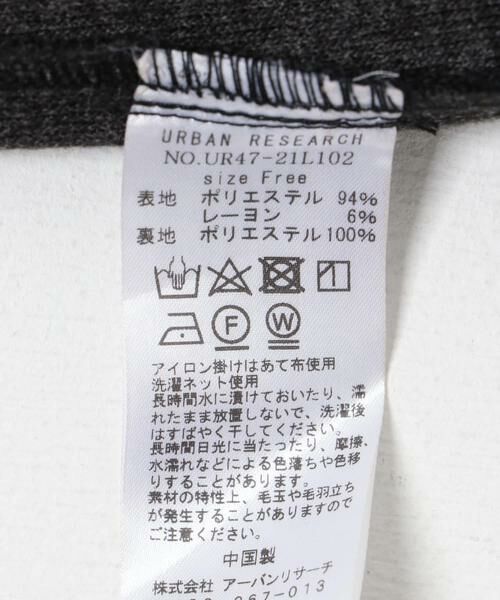 URBAN RESEARCH
NO.UR47-21L102
size Free
表地 ポリエステル 94%
レーヨン 6%
裏地 ポリエステル 100%
F W
アイロン掛けはあて布使用
洗濯ネット使用
長時間水に漬けておいたり、濡
れたまま放置しないで、洗濯後
はすばやく干してください。
長時間日光に当たったり、摩擦、
水濡れなどによる色落ちや色移
りすることがあります。
素材の特性上、毛玉や毛羽立ち
が発生することがありますので
ご注意ください。
中国製
株式会社 アーバンリサーチ
067-013